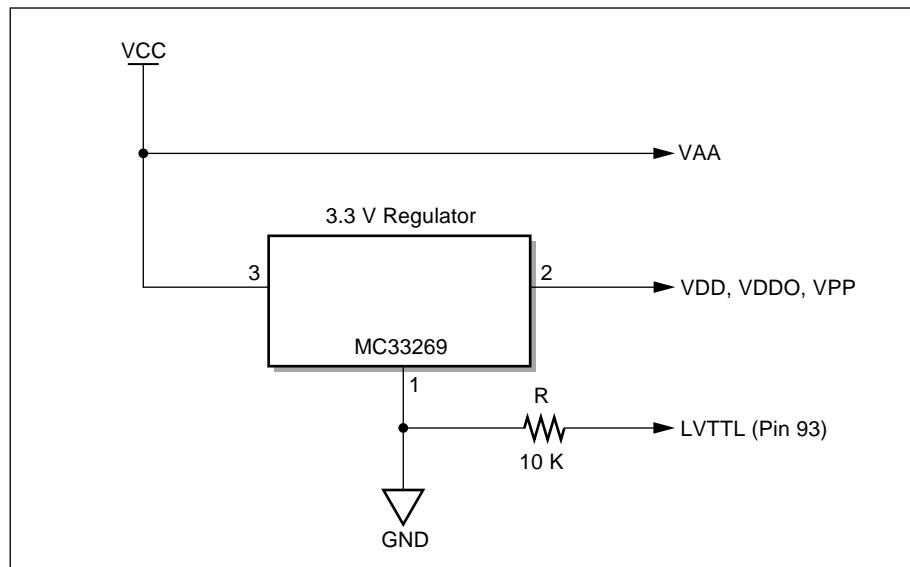 VCC
VAA
3.3 V Regulator
3
2
VDD, VDDO, VPP
MC33269
1
R
LVTTL (Pin 93)
10 K
GND